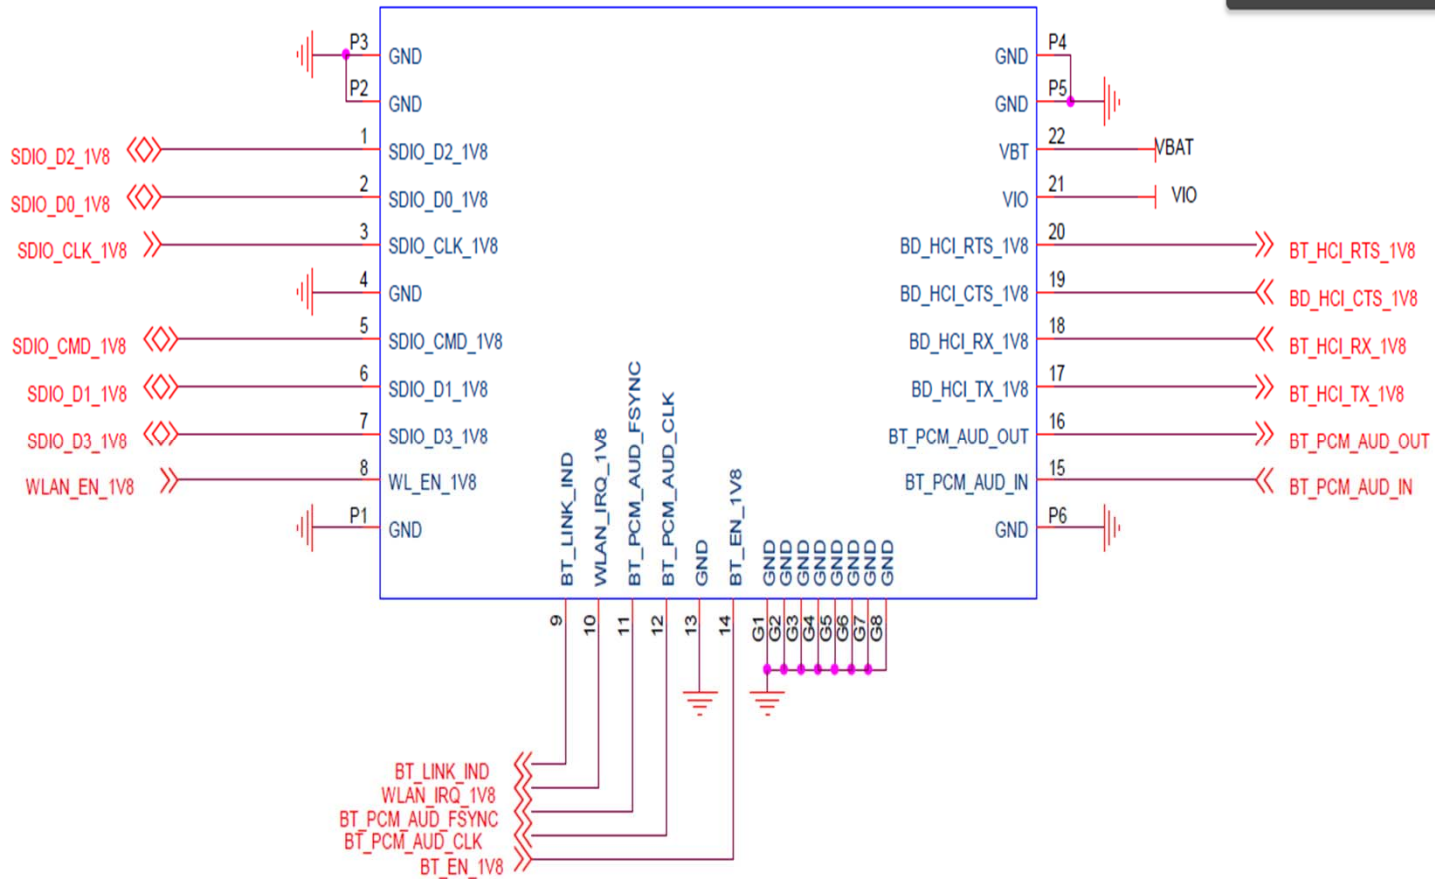 P3 GND GND P4
P2 GND GND P5
SDIO_D2_1V8 1 SDIO_D2_1V8 VBT 22 VBAT
SDIO_D0_1V8 2 SDIO_D0_1V8 VIO 21 VIO
SDIO_CLK_1V8 3 SDIO_CLK_1V8 BD_HCI_RTS_1V8 20 BT_HCI_RTS_1V8
4 GND BD_HCI_CTS_1V8 19 BD_HCI_CTS_1V8
SDIO_CMD_1V8 5 SDIO_CMD_1V8 BD_HCI_RX_1V8 18 BT_HCI_RX_1V8
SDIO_D1_1V8 6 SDIO_D1_1V8 BD_HCI_TX_1V8 17 BT_HCI_TX_1V8
SDIO_D3_1V8 7 SDIO_D3_1V8 BT_PCM_AUD_OUT 16 BT_PCM_AUD_OUT
WLAN_EN_1V8 8 WL_EN_1V8 BT_PCM_AUD_IN 15 BT_PCM_AUD_IN
P1 GND GND P6
BT_LINK_IND WLAN_IRQ_1V8 BT_PCM_AUD_FSYNC BT_PCM_AUD_CLK GND BT_EN_1V8 GND GND GND GND GND GND GND GND
9 10 11 12 13 14 G1 G2 G3 G4 G5 G6 G7 G8
BT_LINK_IND
WLAN_IRQ_1V8
BT_PCM_AUD_FSYNC
BT_PCM_AUD_CLK
BT_EN_1V8